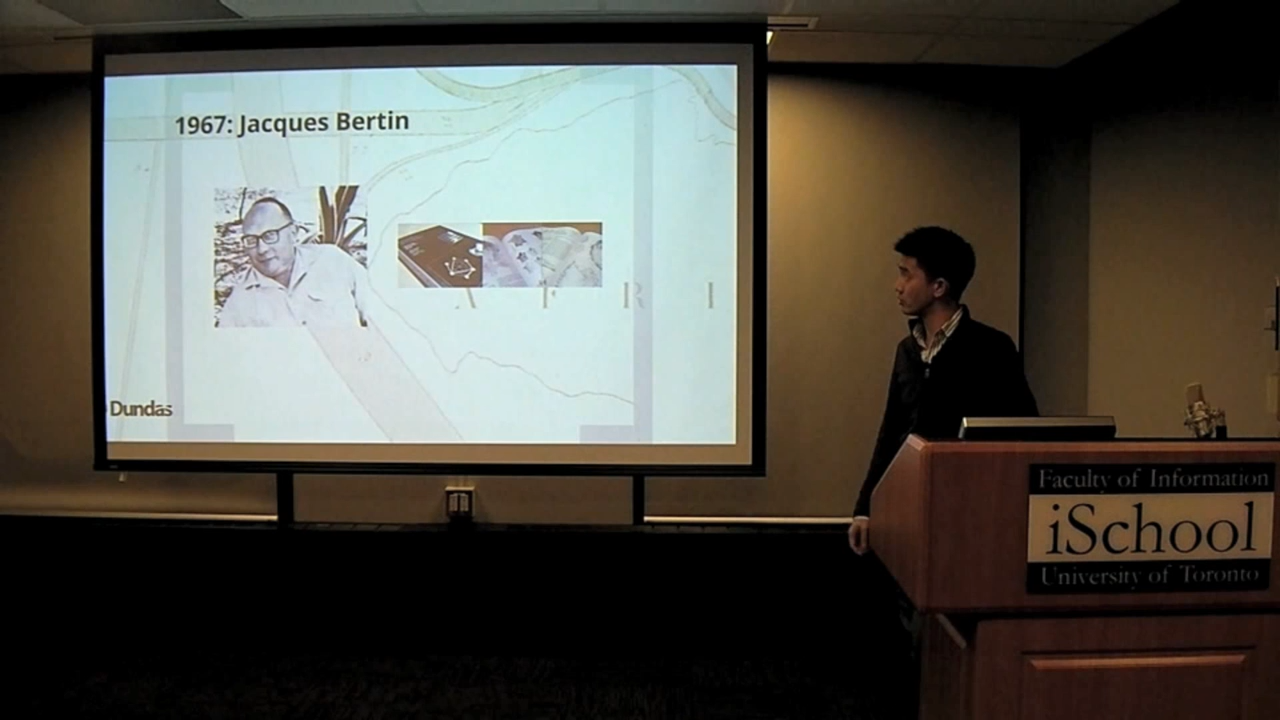 1967: Jacques Bertin
A F R I
Dundas
Faculty of Information
iSchool
University of Toronto